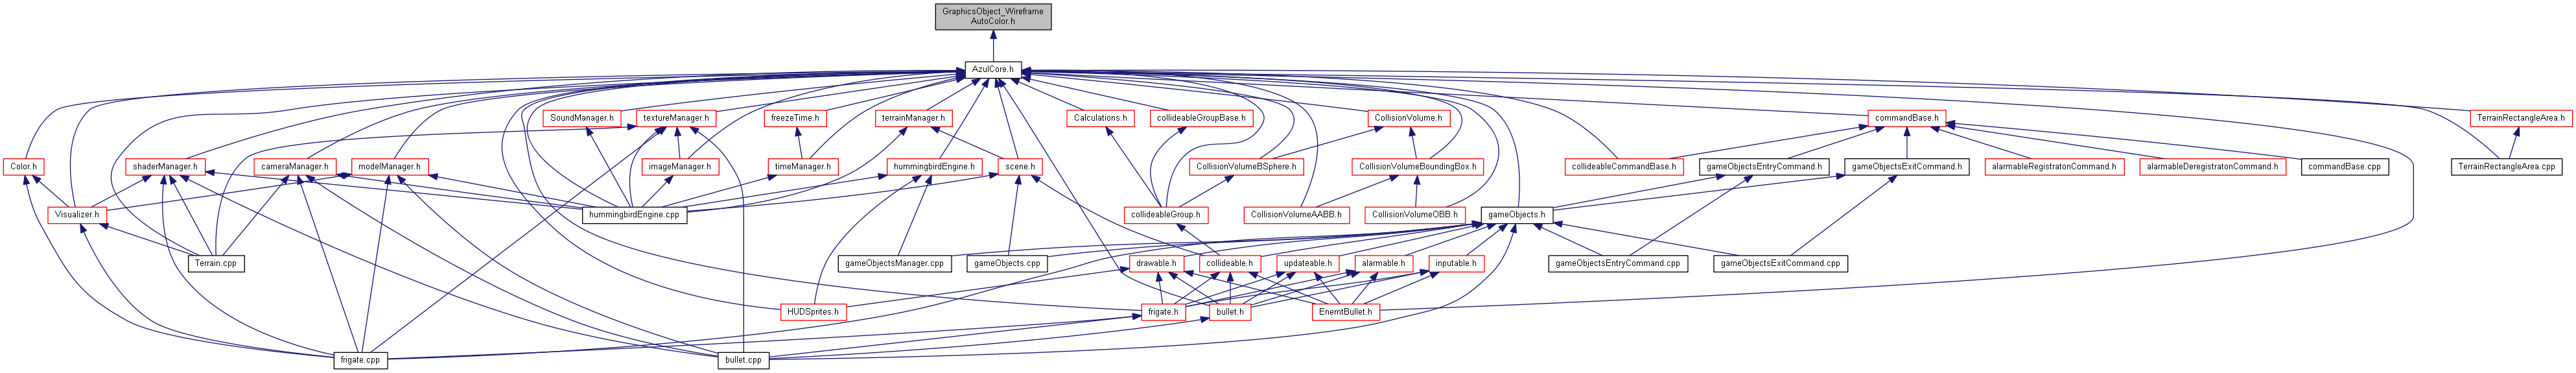 GraphicsObject_Wireframe
AutoColor.h
AzulCore.h
SoundManager.h
textureManager.h
freezeTime.h
terrainManager.h
Calculations.h
collideableGroupBase.h
CollisionVolume.h
commandBase.h
TerrainRectangleArea.h
Color.h
shaderManager.h
cameraManager.h
modelManager.h
imageManager.h
timeManager.h
hummingbirdEngine.h
scene.h
CollisionVolumeBSphere.h
CollisionVolumeBoundingBox.h
collideableCommandBase.h
gameObjectsEntryCommand.h
gameObjectsExitCommand.h
alarmableRegistratonCommand.h
alarmableDeregistratonCommand.h
commandBase.cpp
TerrainRectangleArea.cpp
Visualizer.h
hummingbirdEngine.cpp
collideableGroup.h
CollisionVolumeAABB.h
CollisionVolumeOBB.h
gameObjects.h
Terrain.cpp
gameObjectsManager.cpp
gameObjects.cpp
drawable.h
collideable.h
updateable.h
alarmable.h
inputable.h
gameObjectsEntryCommand.cpp
gameObjectsExitCommand.cpp
HUDSprites.h
frigate.h
bullet.h
EnemtBullet.h
frigate.cpp
bullet.cpp